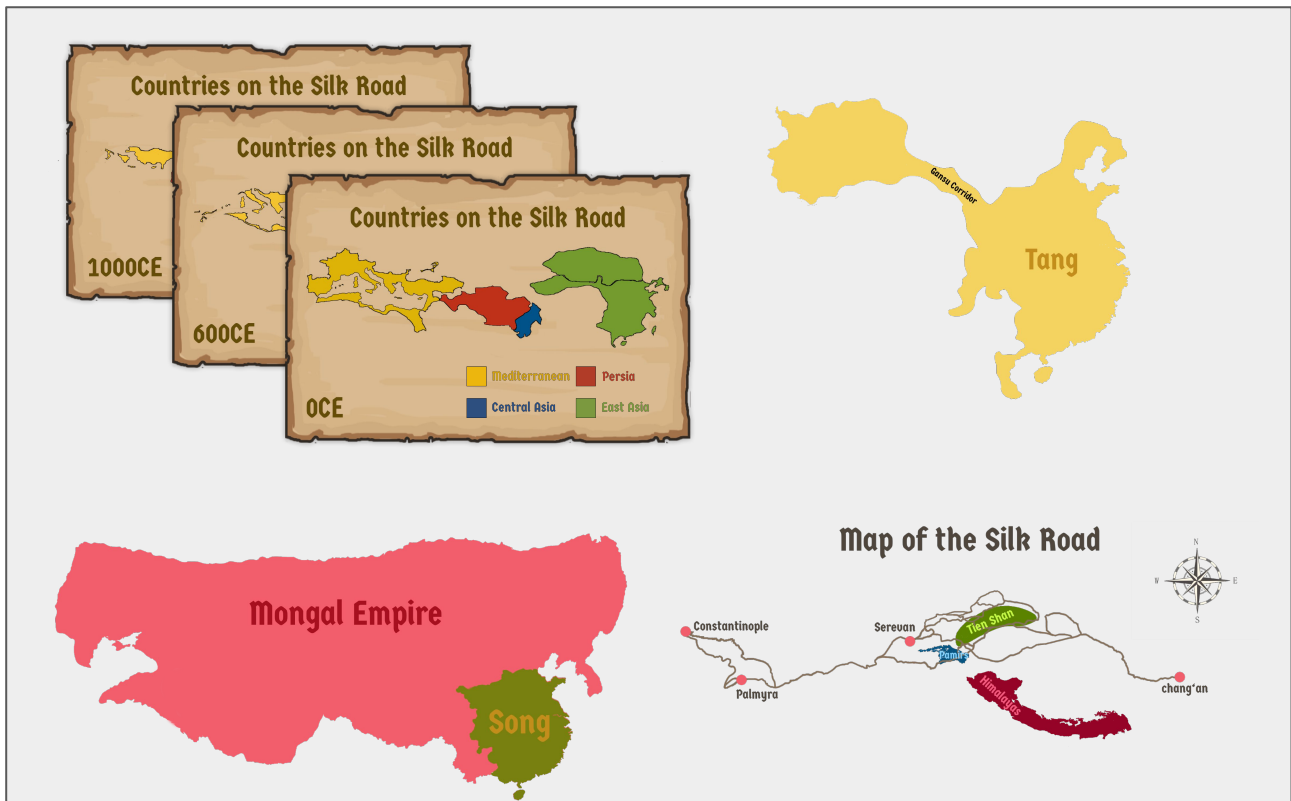 Countries on the Silk Road
1000CE
Countries on the Silk Road
600CE
Countries on the Silk Road
Mediterranean
Persia
Central Asia
East Asia
0CE
Gansu Corridor
Tang
Mongal Empire
Song
Map of the Silk Road
N
W
E
S
Constantinople
Serevan
Tien Shan
Pamirs
Palmyra
Himalayas
chang'an